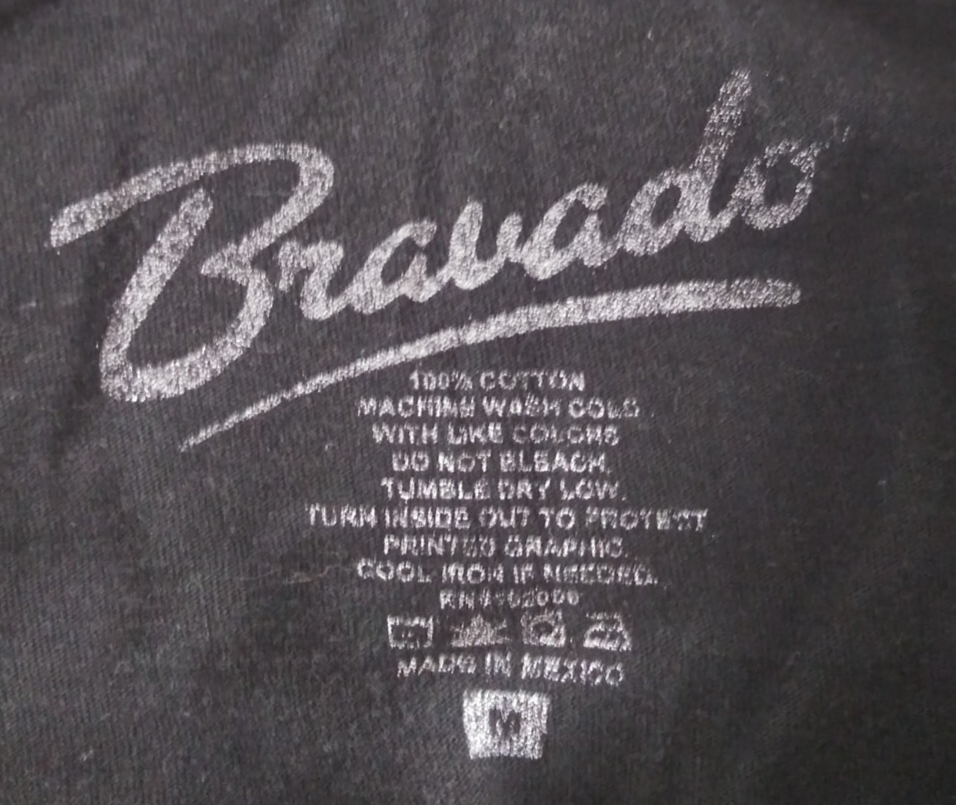 Bravado
100% COTTON
MACHINE WASH COLD
WITH LIKE COLORS
DO NOT BLEACH.
TUMBLE DRY LOW.
TURN INSIDE OUT TO PROTECT
PRINTED GRAPHIC.
COOL IRON IF NEEDED.
MADE IN MEXICO
M